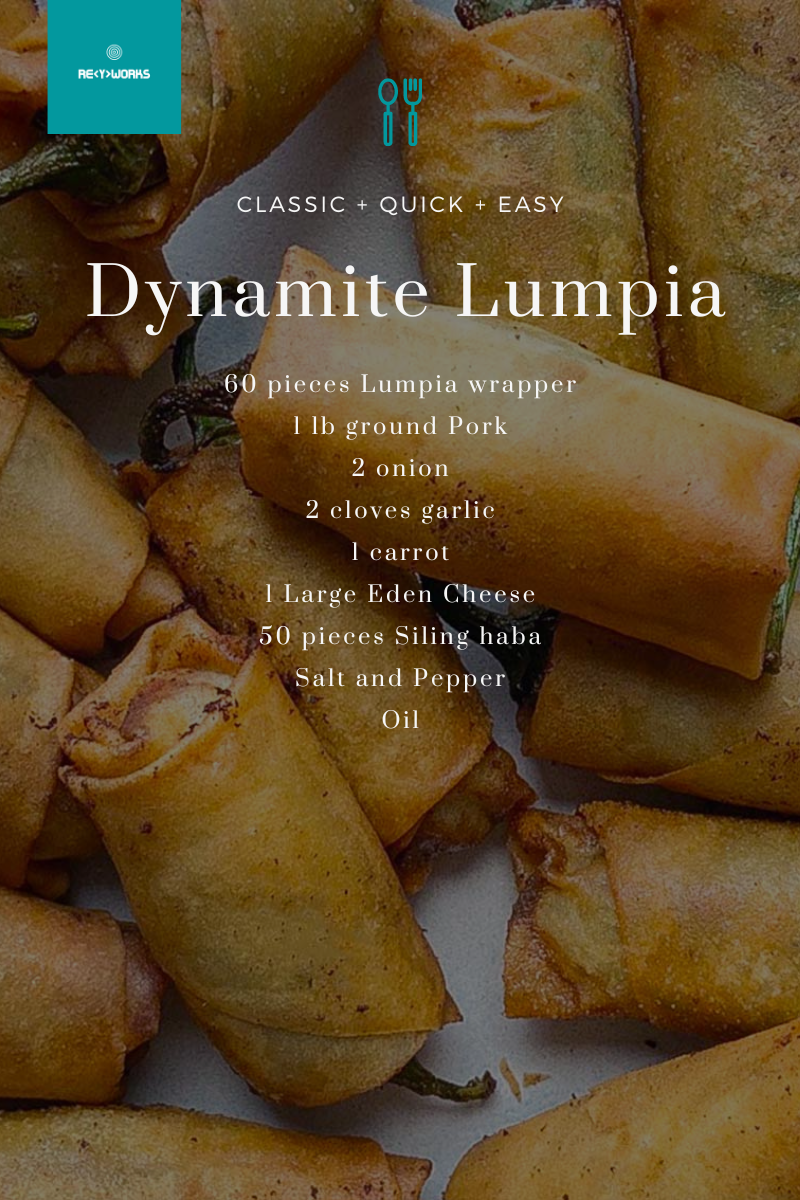 RE<Y>WORKS
CLASSIC + QUICK + EASY
Dynamite Lumpia
60 pieces Lumpia wrapper
1 lb ground Pork
2 onion
2 cloves garlic
1 carrot
1 Large Eden Cheese
50 pieces Siling haba
Salt and Pepper
Oil